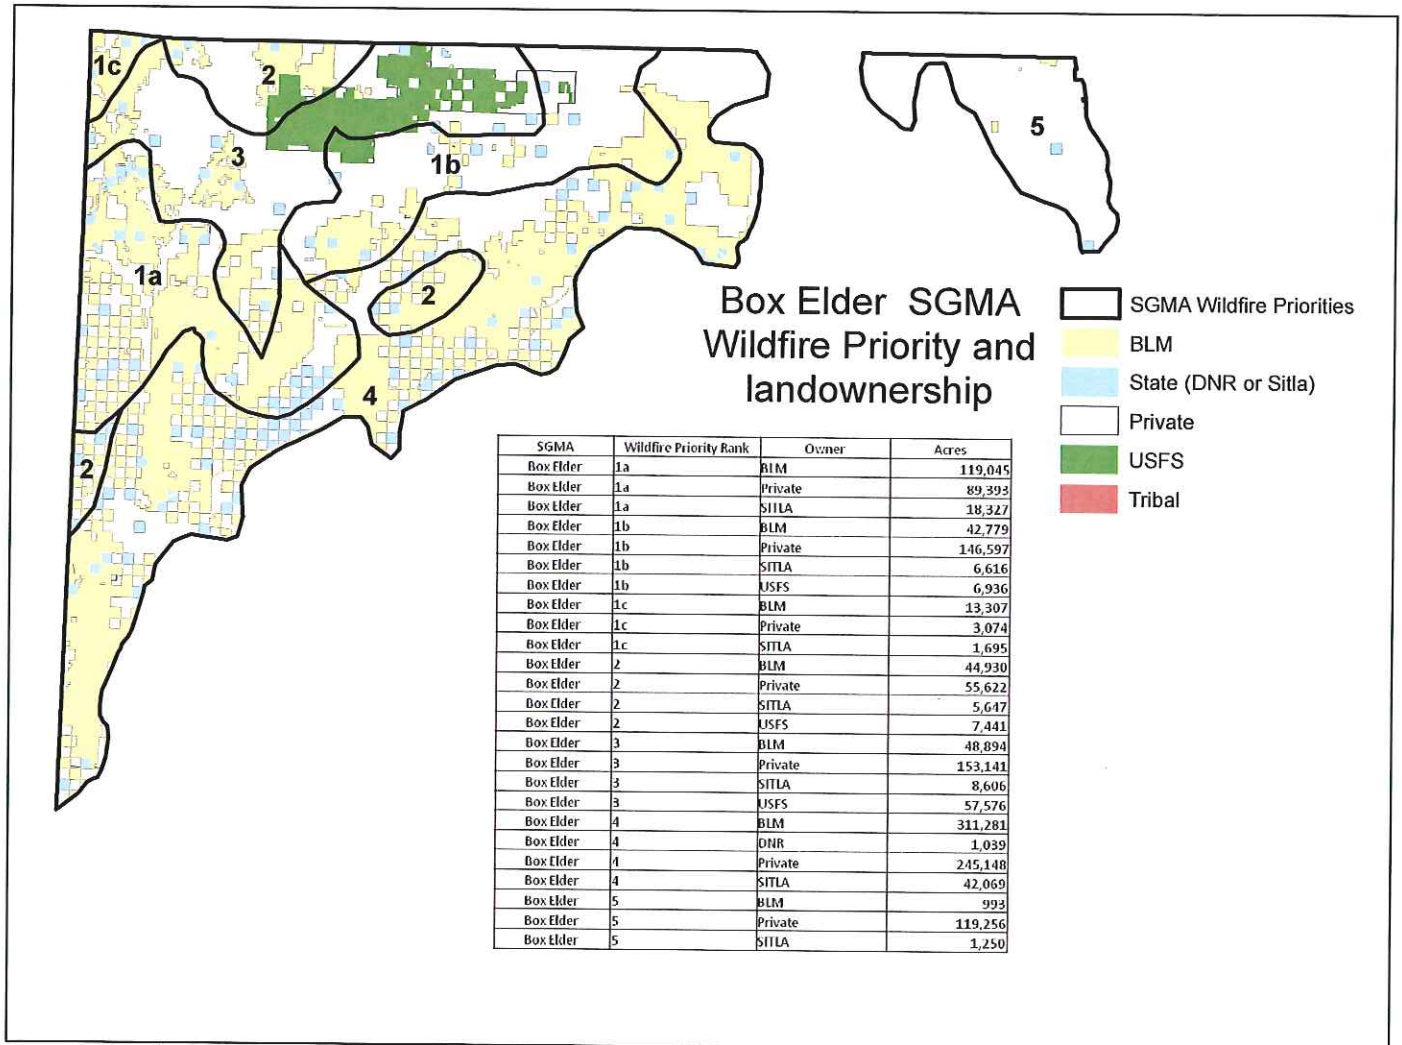 1c
2
3
1b
1a
2
4
2
5
Box Elder SGMA
Wildfire Priority and
landownership
SGMA Wildfire Priorities
BLM
State (DNR or Sitla)
Private
USFS
Tribal
SGMA Wildfire Priority Rank Owner Acres
Box Elder 1a BLM 119,045
Box Elder 1a Private 89,393
Box Elder 1a SITLA 18,327
Box Elder 1b BLM 42,779
Box Elder 1b Private 146,597
Box Elder 1b SITLA 6,616
Box Elder 1b USFS 6,936
Box Elder 1c BLM 13,307
Box Elder 1c Private 3,074
Box Elder 1c SITLA 1,695
Box Elder 2 BLM 44,930
Box Elder 2 Private 55,622
Box Elder 2 SITLA 5,647
Box Elder 2 USFS 7,441
Box Elder 3 BLM 48,894
Box Elder 3 Private 153,141
Box Elder 3 SITLA 8,606
Box Elder 3 USFS 57,576
Box Elder 4 BLM 311,281
Box Elder 4 DNR 1,039
Box Elder 4 Private 245,148
Box Elder 4 SITLA 42,069
Box Elder 5 BLM 993
Box Elder 5 Private 119,256
Box Elder 5 SITLA 1,250